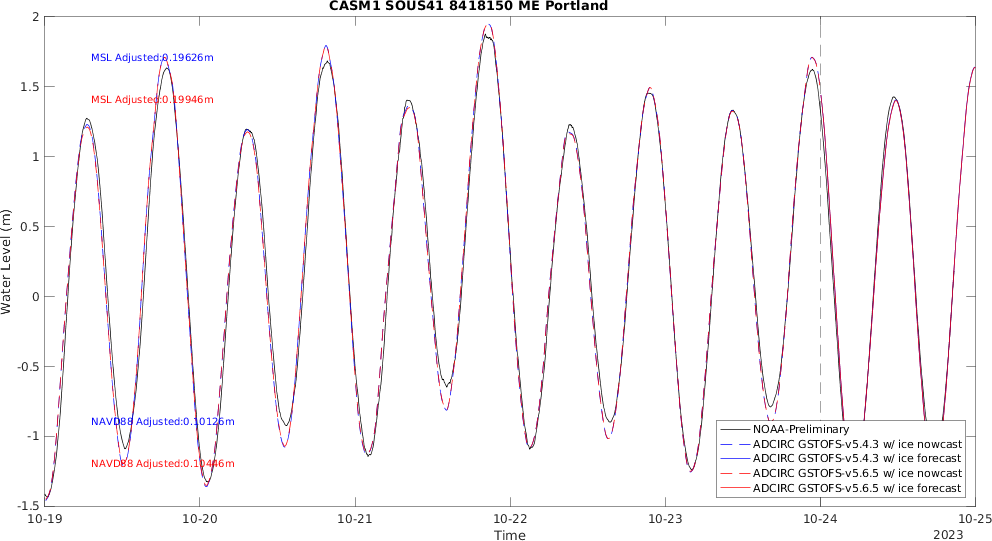 CASM1 SOUS41 8418150 ME Portland
2
1.5
1
0.5
0
-0.5
-1
-1.5
Water Level (m)
MSL Adjusted:0.19626m
MSL Adjusted:0.19946m
NAVD88 Adjusted:0.10126m
NAVD88 Adjusted:0.10446m
NOAA-Preliminary
ADCIRC GSTOFS-v5.4.3 w/ ice nowcast
ADCIRC GSTOFS-v5.4.3 w/ ice forecast
ADCIRC GSTOFS-v5.6.5 w/ ice nowcast
ADCIRC GSTOFS-v5.6.5 w/ ice forecast
10-19 10-20 10-21 10-22 10-23 10-24 10-25
Time
2023